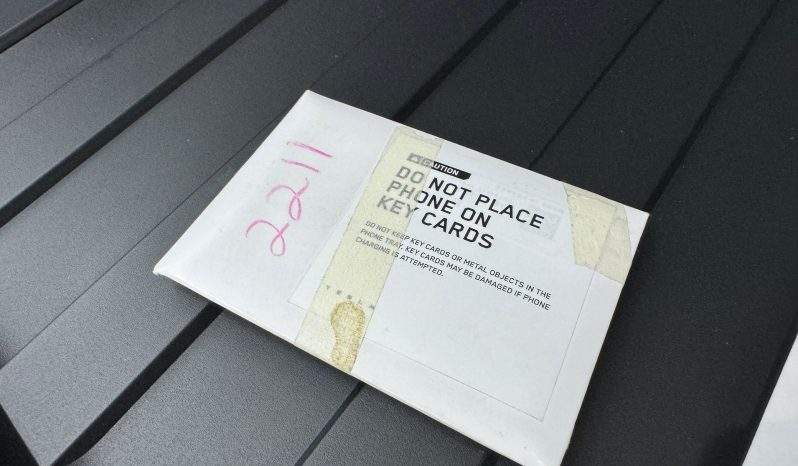 2211
CAUTION
DO NOT PLACE
PHONE ON
KEY CARDS
DO NOT KEEP KEY CARDS OR METAL OBJECTS IN THE
PHONE TRAY. KEY CARDS MAY BE DAMAGED IF PHONE
CHARGING IS ATTEMPTED.
TESLA